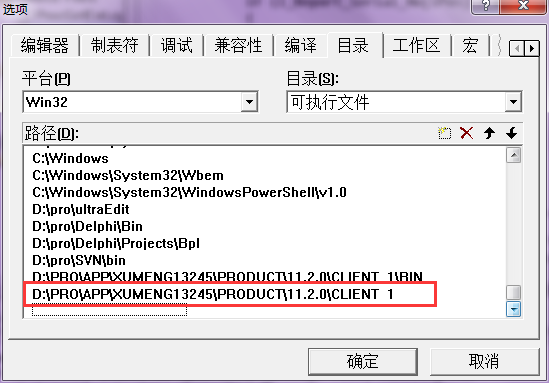 选项
编辑器 制表符 调试 兼容性 编译 目录 工作区 宏
平台(P) 目录(S):
Win32 可执行文件
路径(D):
C:\Windows
C:\Windows\System32\Wbem
C:\Windows\System32\WindowsPowerShell\v1.0
D:\pro\ultraEdit
D:\pro\Delphi\Bin
D:\pro\Delphi\Projects\Bpl
D:\pro\SVN\bin
D:\PRO\APP\XUMENG13245\PRODUCT\11.2.0\CLIENT_1\BIN
D:\PRO\APP\XUMENG13245\PRODUCT\11.2.0\CLIENT_1
确定 取消